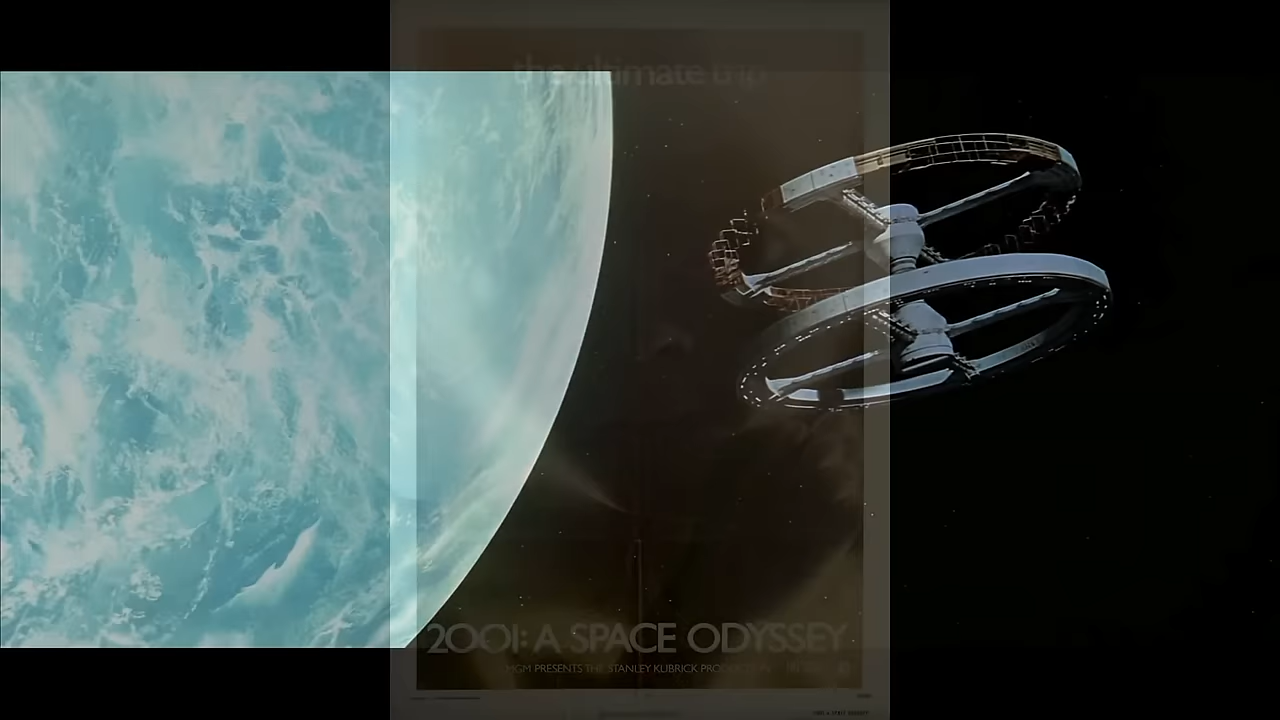 the ultimate trip
2001: A SPACE ODYSSEY
MGM PRESENTS THE STANLEY KUBRICK PRODUCTION